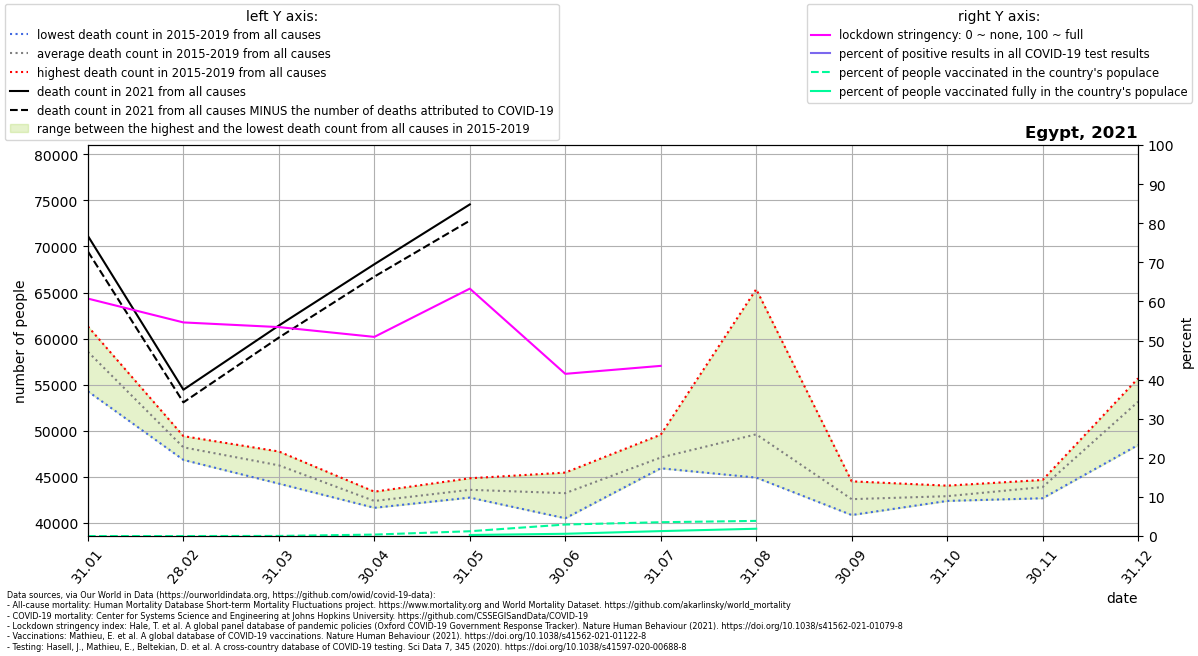 left Y axis:
lowest death count in 2015-2019 from all causes
average death count in 2015-2019 from all causes
highest death count in 2015-2019 from all causes
death count in 2021 from all causes
death count in 2021 from all causes MINUS the number of deaths attributed to COVID-19
range between the highest and the lowest death count from all causes in 2015-2019
right Y axis:
lockdown stringency: 0 ~ none, 100 ~ full
percent of positive results in all COVID-19 test results
percent of people vaccinated in the country's populace
percent of people vaccinated fully in the country's populace
Egypt, 2021
number of people
80000
75000
70000
65000
60000
55000
50000
45000
40000
100
90
80
70
60
50
40
30
20
10
0
percent
31.01
28.02
31.03
30.04
31.05
30.06
31.07
31.08
30.09
31.10
30.11
31.12
date
Data sources, via Our World in Data (https://ourworldindata.org, https://github.com/owid/covid-19-data):
- All-cause mortality: Human Mortality Database Short-term Mortality Fluctuations project. https://www.mortality.org and World Mortality Dataset. https://github.com/akarlinsky/world_mortality
- COVID-19 mortality: Center for Systems Science and Engineering at Johns Hopkins University. https://github.com/CSSEGISandData/COVID-19
- Lockdown stringency index: Hale, T. et al. A global panel database of pandemic policies (Oxford COVID-19 Government Response Tracker). Nature Human Behaviour (2021). https://doi.org/10.1038/s41562-021-01079-8
- Vaccinations: Mathieu, E. et al. A global database of COVID-19 vaccinations. Nature Human Behaviour (2021). https://doi.org/10.1038/s41562-021-01122-8
- Testing: Hasell, J., Mathieu, E., Beltekian, D. et al. A cross-country database of COVID-19 testing. Sci Data 7, 345 (2020). https://doi.org/10.1038/s41597-020-00688-8